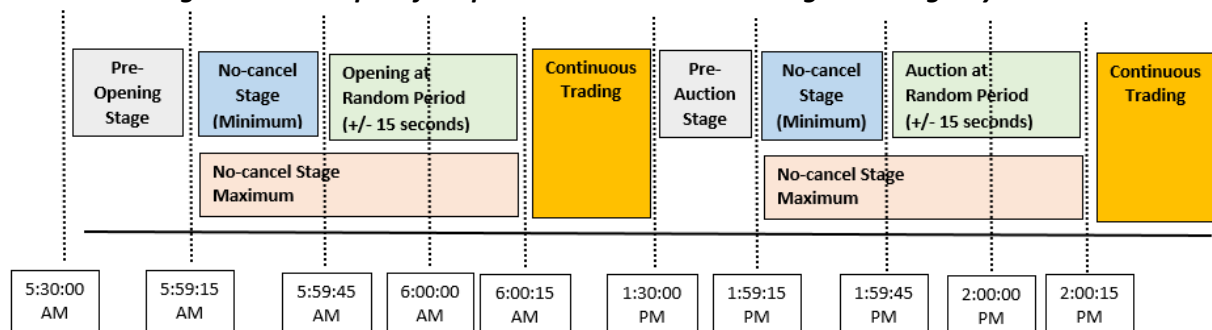 Pre-
Opening
Stage
No-cancel
Stage
(Minimum)
Opening at
Random Period
(+/- 15 seconds)
No-cancel Stage
Maximum
Continuous
Trading
Pre-
Auction
Stage
No-cancel
Stage
(Minimum)
Auction at
Random Period
(+/- 15 seconds)
No-cancel Stage
Maximum
Continuous
Trading
5:30:00
AM
5:59:15
AM
5:59:45
AM
6:00:00
AM
6:00:15
AM
1:30:00
PM
1:59:15
PM
1:59:45
PM
2:00:00
PM
2:00:15
PM